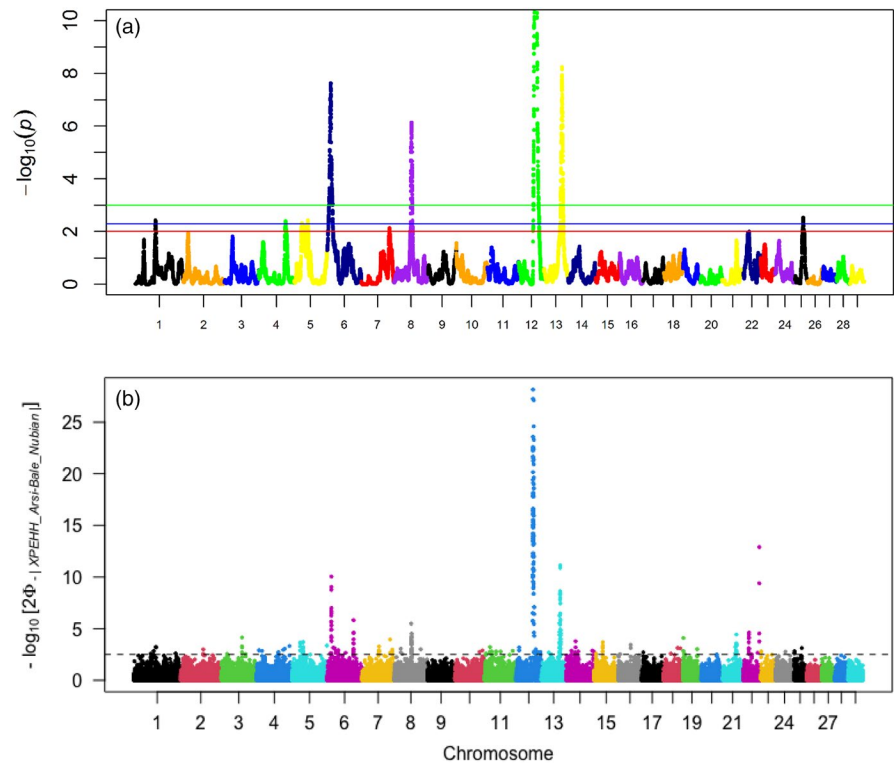 (a)
10
8
6
4
2
0
−log₁₀(p)
1 2 3 4 5 6 7 8 9 10 11 12 13 14 15 16 18 20 22 24 26 28
(b)
25
20
15
10
5
0
- log₁₀ [2Φ -| XPEHH_Arsi-Bale_Nubian |]
1 2 3 4 5 6 7 8 9 11 13 15 17 19 21 24 27
Chromosome